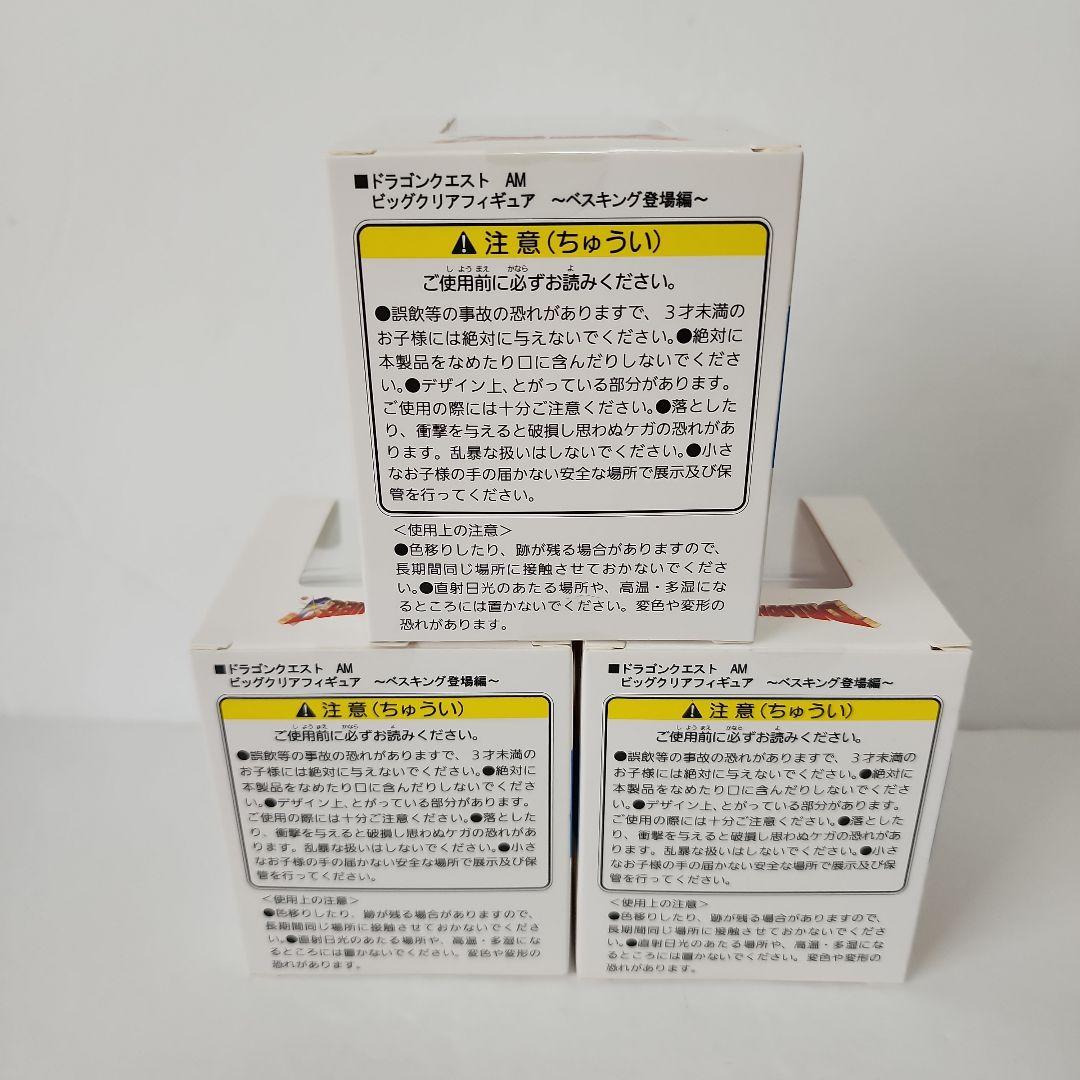 ■ドラゴンクエスト　AM
ビッグクリアフィギュア　～ベスキング登場編～
注意(ちゅうい)
しようまえ　かなら　よ
ご使用前に必ずお読みください。
●誤飲等の事故の恐れがありますで、３才未満の
お子様には絶対に与えないでください。●絶対に
本製品をなめたり口に含んだりしないでくださ
い。●デザイン上、とがっている部分があります。
ご使用の際には十分ご注意ください。●落とした
り、衝撃を与えると破損し思わぬケガの恐れがあ
ります。乱暴な扱いはしないでください。●小さ
なお子様の手の届かない安全な場所で展示及び保
管を行ってください。
＜使用上の注意＞
●色移りしたり、跡が残る場合がありますので、
長期間同じ場所に接触させておかないでくださ
い。●直射日光のあたる場所や、高温・多湿にな
るところには置かないでください。変色や変形の
恐れがあります。
■ドラゴンクエスト　AM
ビッグクリアフィギュア　～ベスキング登場編～
注意(ちゅうい)
しようまえ　かなら　よ
ご使用前に必ずお読みください。
●誤飲等の事故の恐れがありますで、３才未満の
お子様には絶対に与えないでください。●絶対に
本製品をなめたり口に含んだりしないでくださ
い。●デザイン上、とがっている部分があります。
ご使用の際には十分ご注意ください。●落とした
り、衝撃を与えると破損し思わぬケガの恐れがあ
ります。乱暴な扱いはしないでください。●小さ
なお子様の手の届かない安全な場所で展示及び保
管を行ってください。
＜使用上の注意＞
●色移りしたり、跡が残る場合がありますので、
長期間同じ場所に接触させておかないでくださ
い。●直射日光のあたる場所や、高温・多湿にな
るところには置かないでください。変色や変形の
恐れがあります。
■ドラゴンクエスト　AM
ビッグクリアフィギュア　～ベスキング登場編～
注意(ちゅうい)
しようまえ　かなら　よ
ご使用前に必ずお読みください。
●誤飲等の事故の恐れがありますで、３才未満の
お子様には絶対に与えないでください。●絶対に
本製品をなめたり口に含んだりしないでくださ
い。●デザイン上、とがっている部分があります。
ご使用の際には十分ご注意ください。●落とした
り、衝撃を与えると破損し思わぬケガの恐れがあ
ります。乱暴な扱いはしないでください。●小さ
なお子様の手の届かない安全な場所で展示及び保
管を行ってください。
＜使用上の注意＞
●色移りしたり、跡が残る場合がありますので、
長期間同じ場所に接触させておかないでくださ
い。●直射日光のあたる場所や、高温・多湿にな
るところには置かないでください。変色や変形の
恐れがあります。